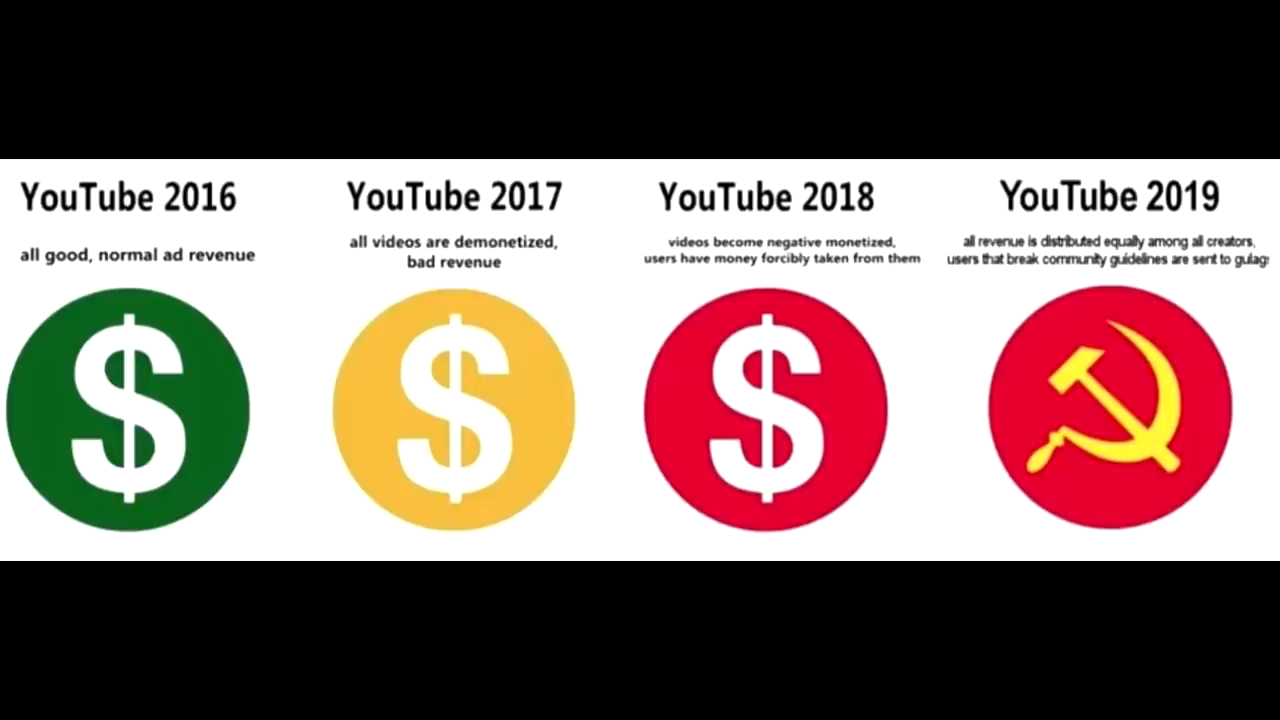 YouTube 2016
all good, normal ad revenue
$
YouTube 2017
all videos are demonetized,
bad revenue
$
YouTube 2018
videos become negative monetized,
users have money forcibly taken from them
$
YouTube 2019
all revenue is distributed equally among all creators,
users that break community guidelines are sent to gulags